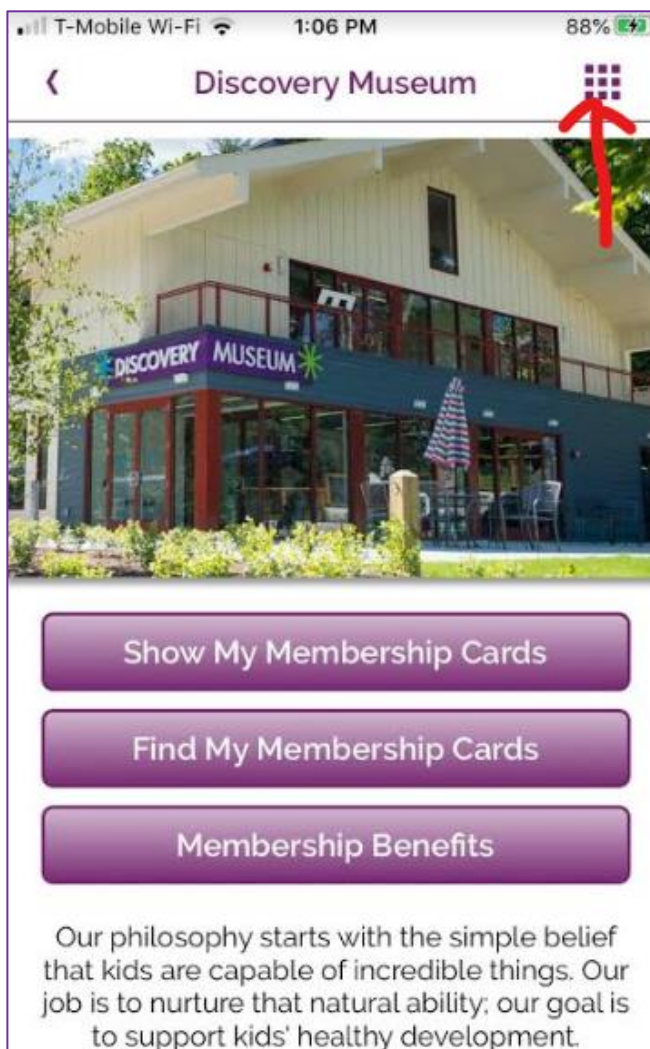 T-Mobile Wi-Fi 1:06 PM 88%
Discovery Museum
DISCOVERY MUSEUM
Show My Membership Cards
Find My Membership Cards
Membership Benefits
Our philosophy starts with the simple belief
that kids are capable of incredible things. Our
job is to nurture that natural ability; our goal is
to support kids' healthy development.